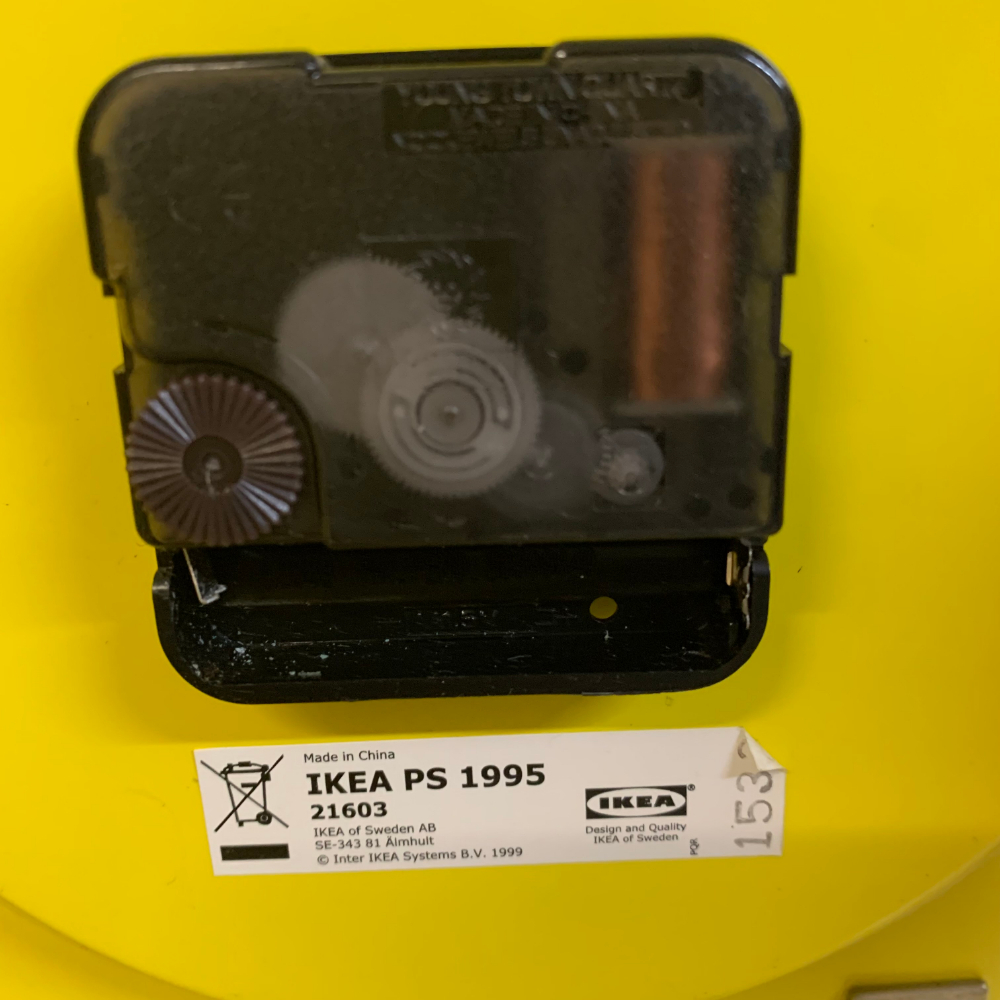 Made in China
IKEA PS 1995
21603
IKEA of Sweden AB
SE-343 81 Älmhult
© Inter IKEA Systems B.V. 1999
IKEA®
Design and Quality
IKEA of Sweden
PQR
153